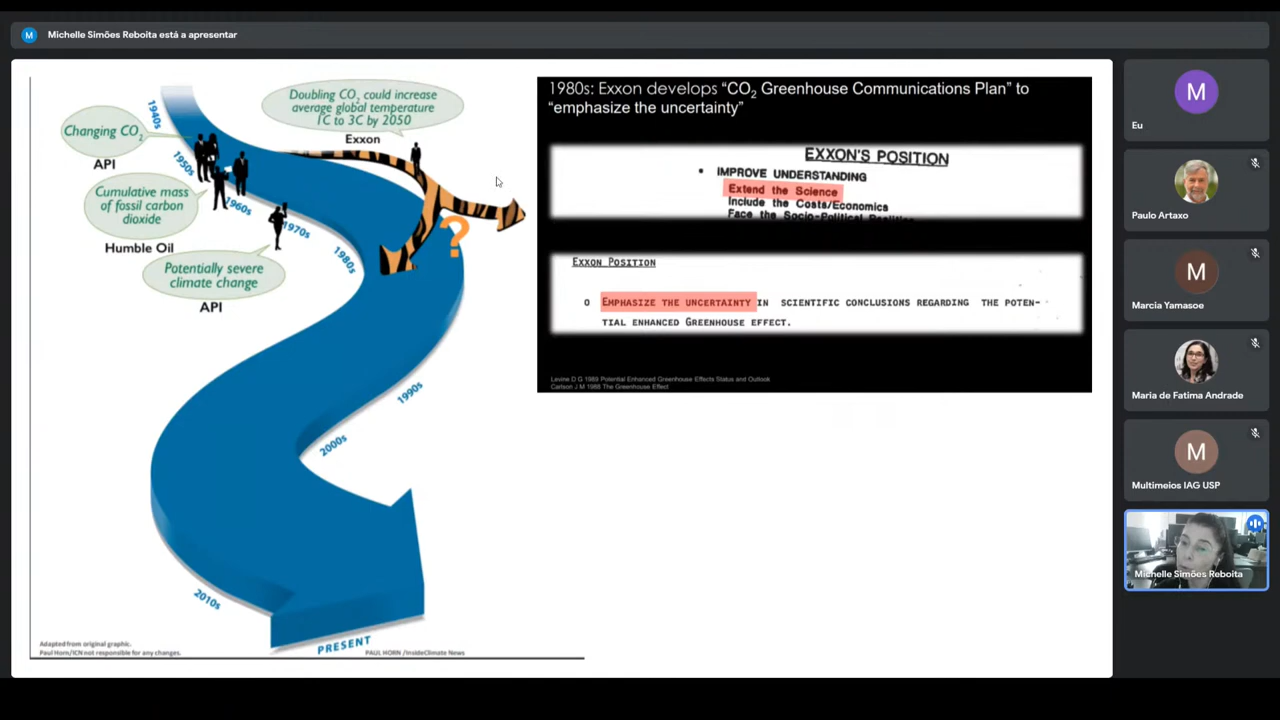 M
Michelle Simões Reboita está a apresentar
1940s
Changing CO2
API
1950s
Cumulative mass
of fossil carbon
dioxide
Humble Oil
1960s
Potentially severe
climate change
API
1970s
1980s
Doubling CO2 could increase
average global temperature
1C to 3C by 2050
Exxon
?
1990s
2000s
2010s
PRESENT
Adapted from original graphic.
Paul Horn/ICN not responsible for any changes.
PAUL HORN /InsideClimate News
1980s: Exxon develops “CO2 Greenhouse Communications Plan” to
“emphasize the uncertainty”
EXXON'S POSITION
• IMPROVE UNDERSTANDING
Extend the Science
Include the Costs/Economics
Face the Socio-Political
EXXON POSITION
O EMPHASIZE THE UNCERTAINTY IN SCIENTIFIC CONCLUSIONS REGARDING THE POTEN-
TIAL ENHANCED GREENHOUSE EFFECT.
Levine D G 1989 Potential Enhanced Greenhouse Effects Status and Outlook
Carlson J M 1988 The Greenhouse Effect
M
Eu
Paulo Artaxo
M
Marcia Yamasoe
Maria de Fatima Andrade
M
Multimeios IAG USP
Michelle Simões Reboita